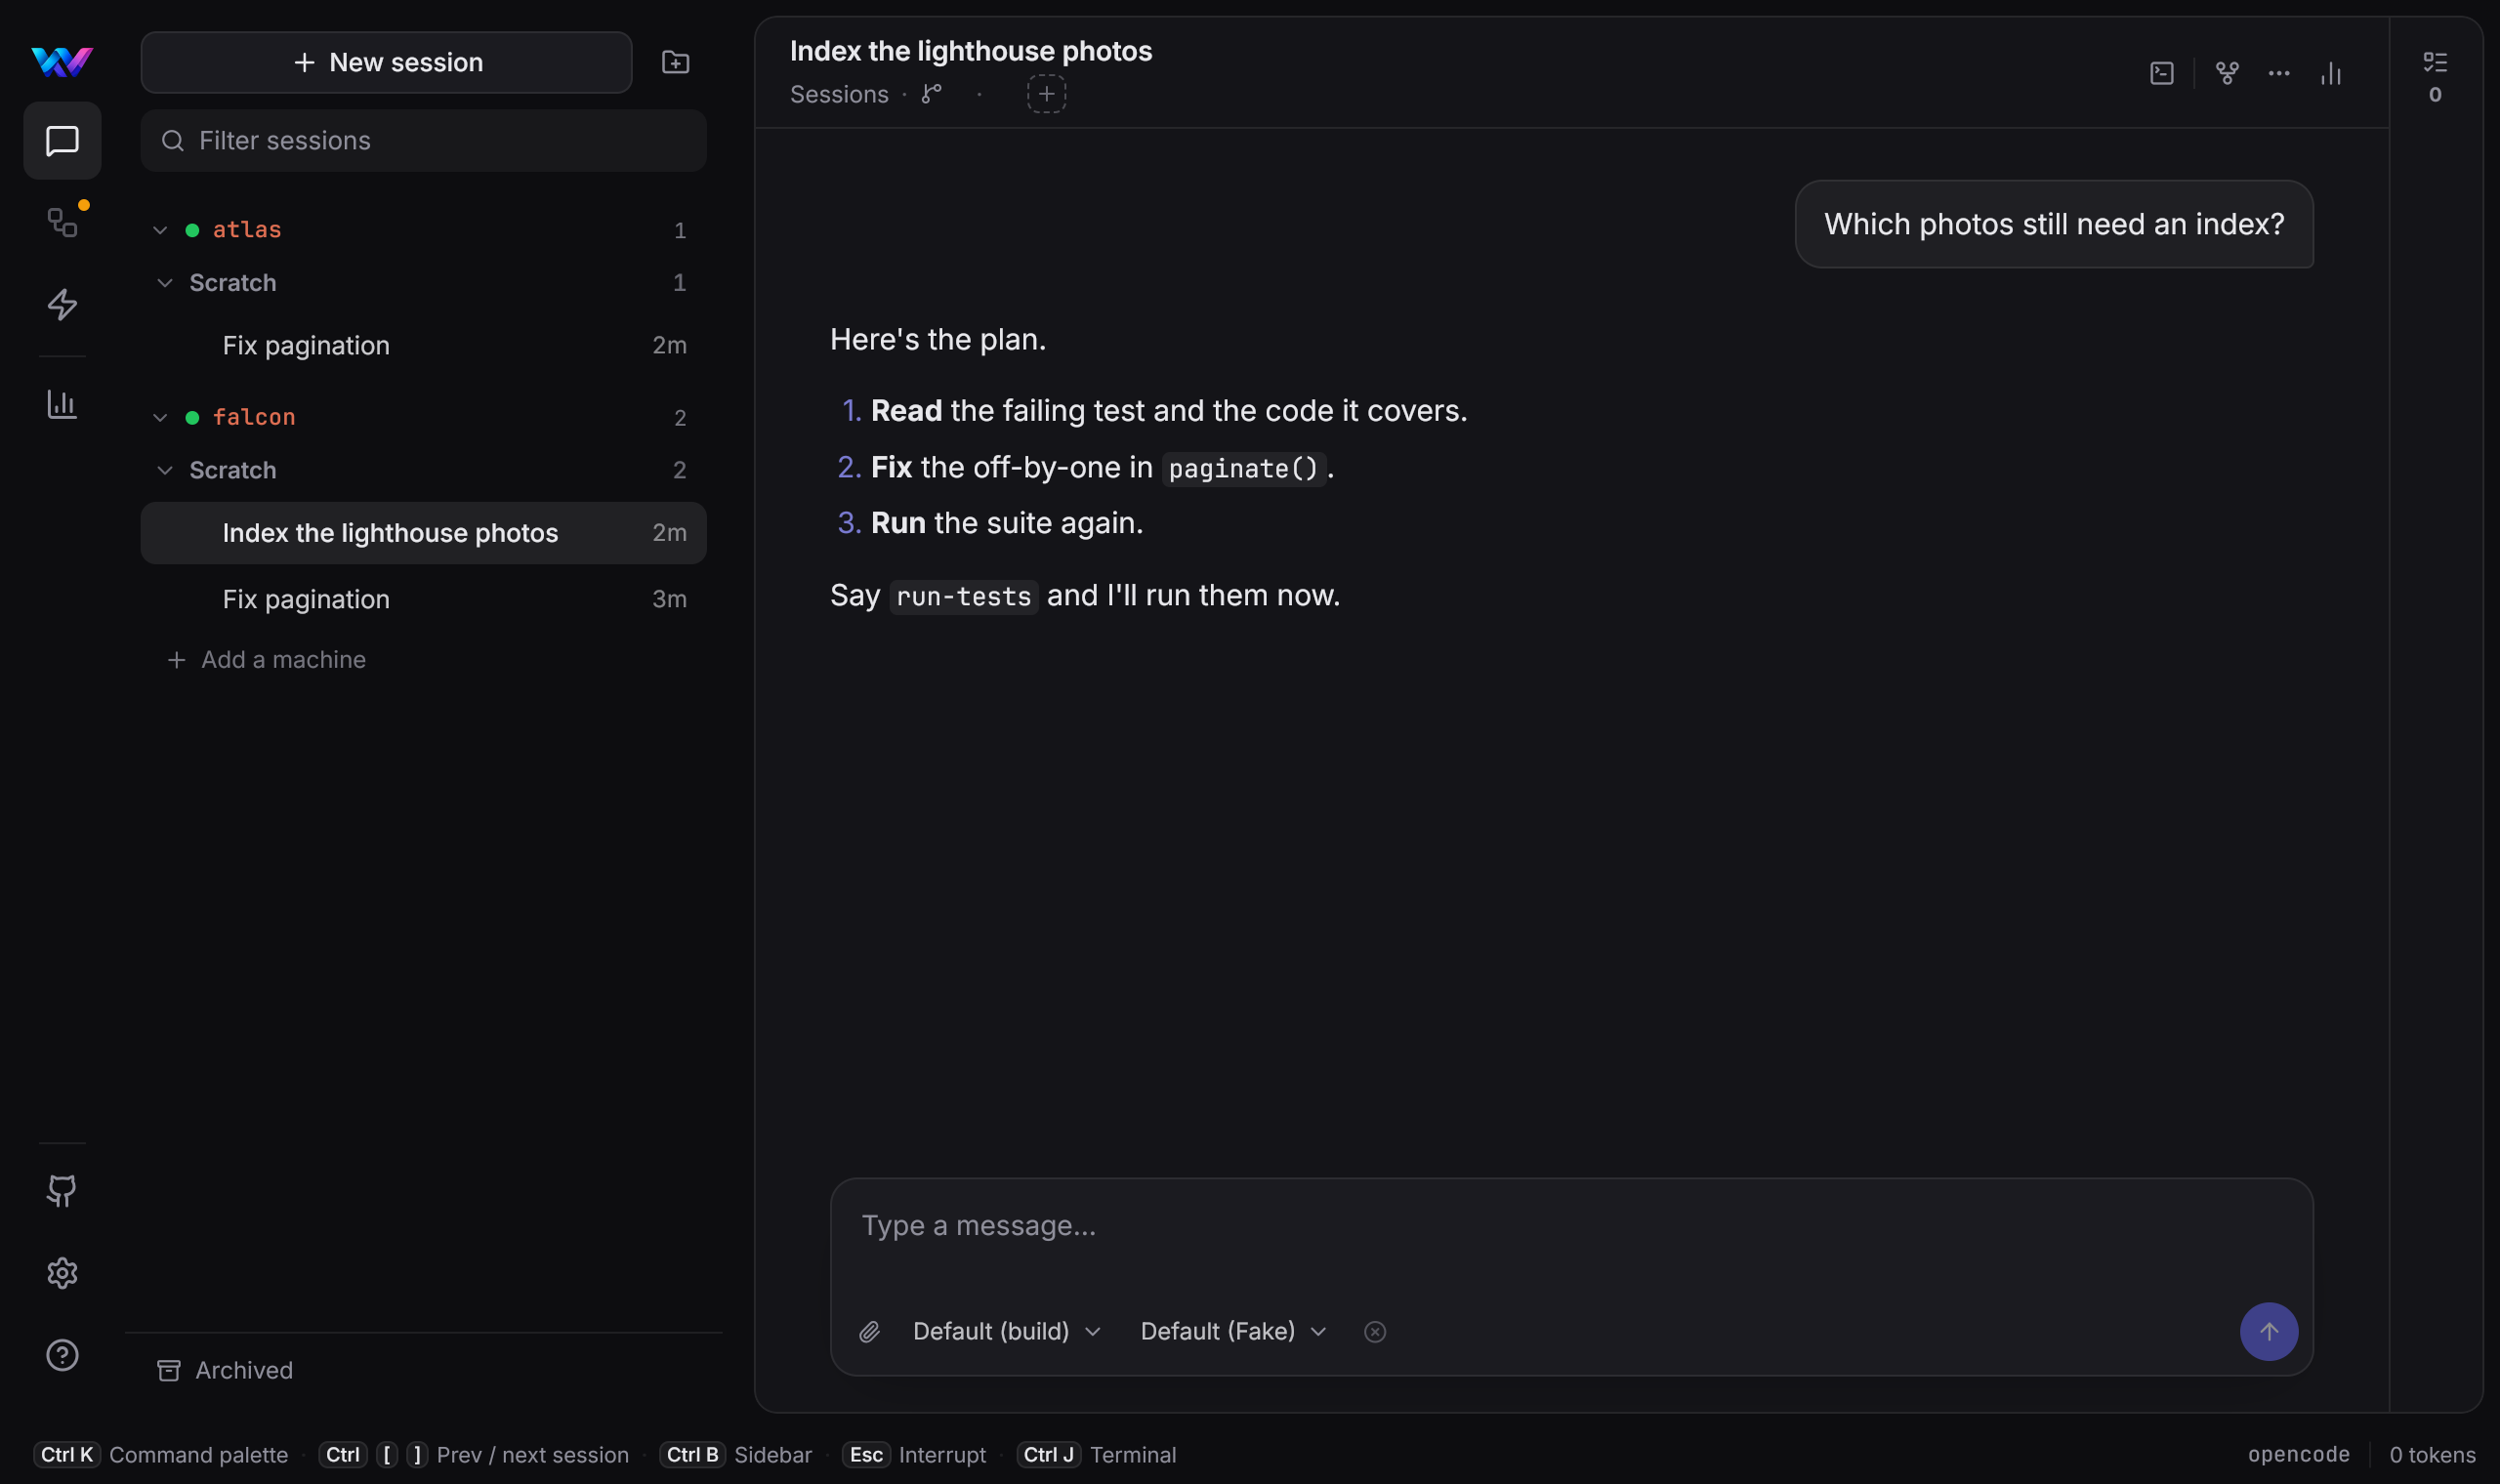 New session
Filter sessions
atlas 1
Scratch 1
Fix pagination 2m
falcon 2
Scratch 2
Index the lighthouse photos 2m
Fix pagination 3m
Add a machine
Archived
Index the lighthouse photos
Sessions · ·
0
Which photos still need an index?
Here's the plan.
1. Read the failing test and the code it covers.
2. Fix the off-by-one in paginate().
3. Run the suite again.
Say run-tests and I'll run them now.
Type a message...
Default (build) Default (Fake)
Ctrl K Command palette · Ctrl [ ] Prev / next session · Ctrl B Sidebar · Esc Interrupt · Ctrl J Terminal opencode 0 tokens